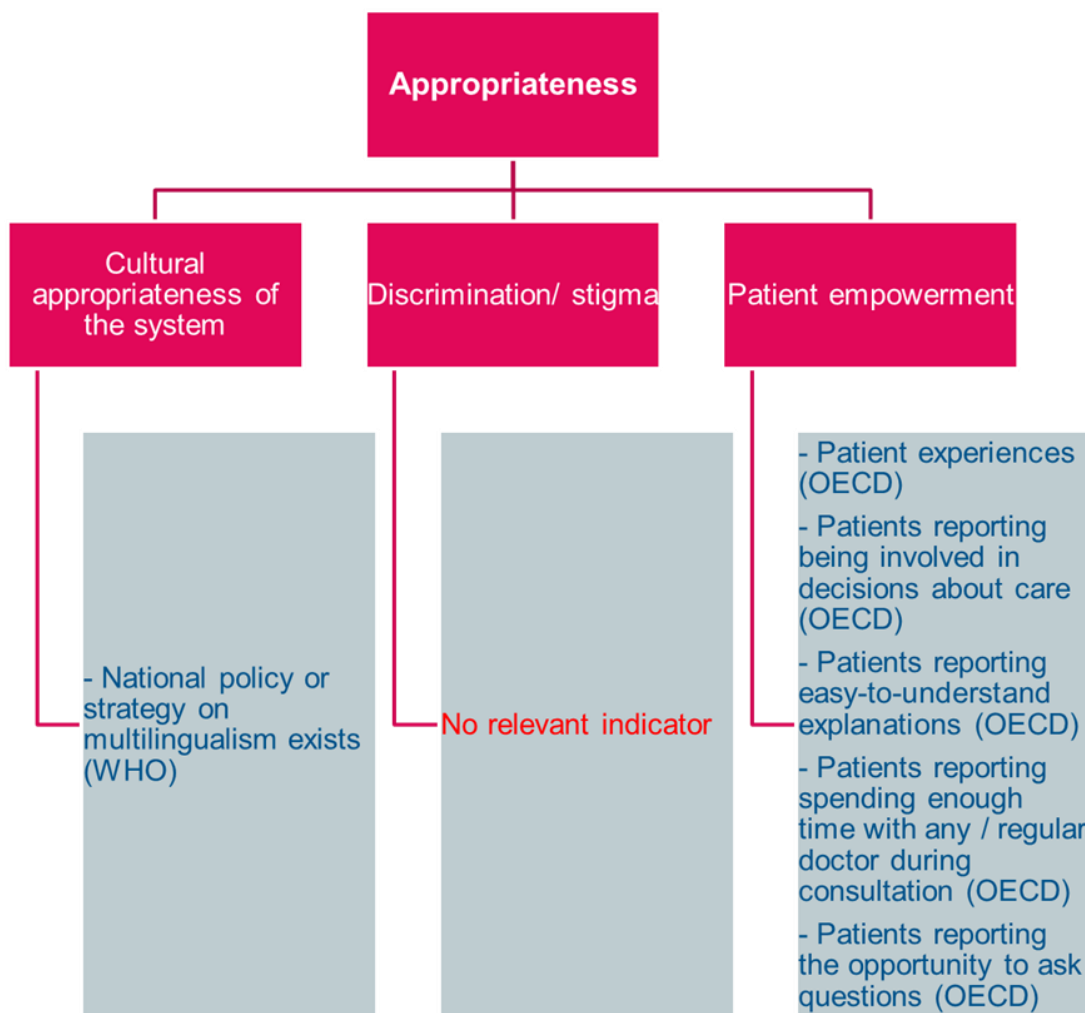 Appropriateness
Cultural
appropriateness of
the system
Discrimination/ stigma
Patient empowerment
- National policy or
strategy on
multilingualism exists
(WHO)
No relevant indicator
- Patient experiences
(OECD)
- Patients reporting
being involved in
decisions about care
(OECD)
- Patients reporting
easy-to-understand
explanations (OECD)
- Patients reporting
spending enough
time with any / regular
doctor during
consultation (OECD)
- Patients reporting
the opportunity to ask
questions (OECD)